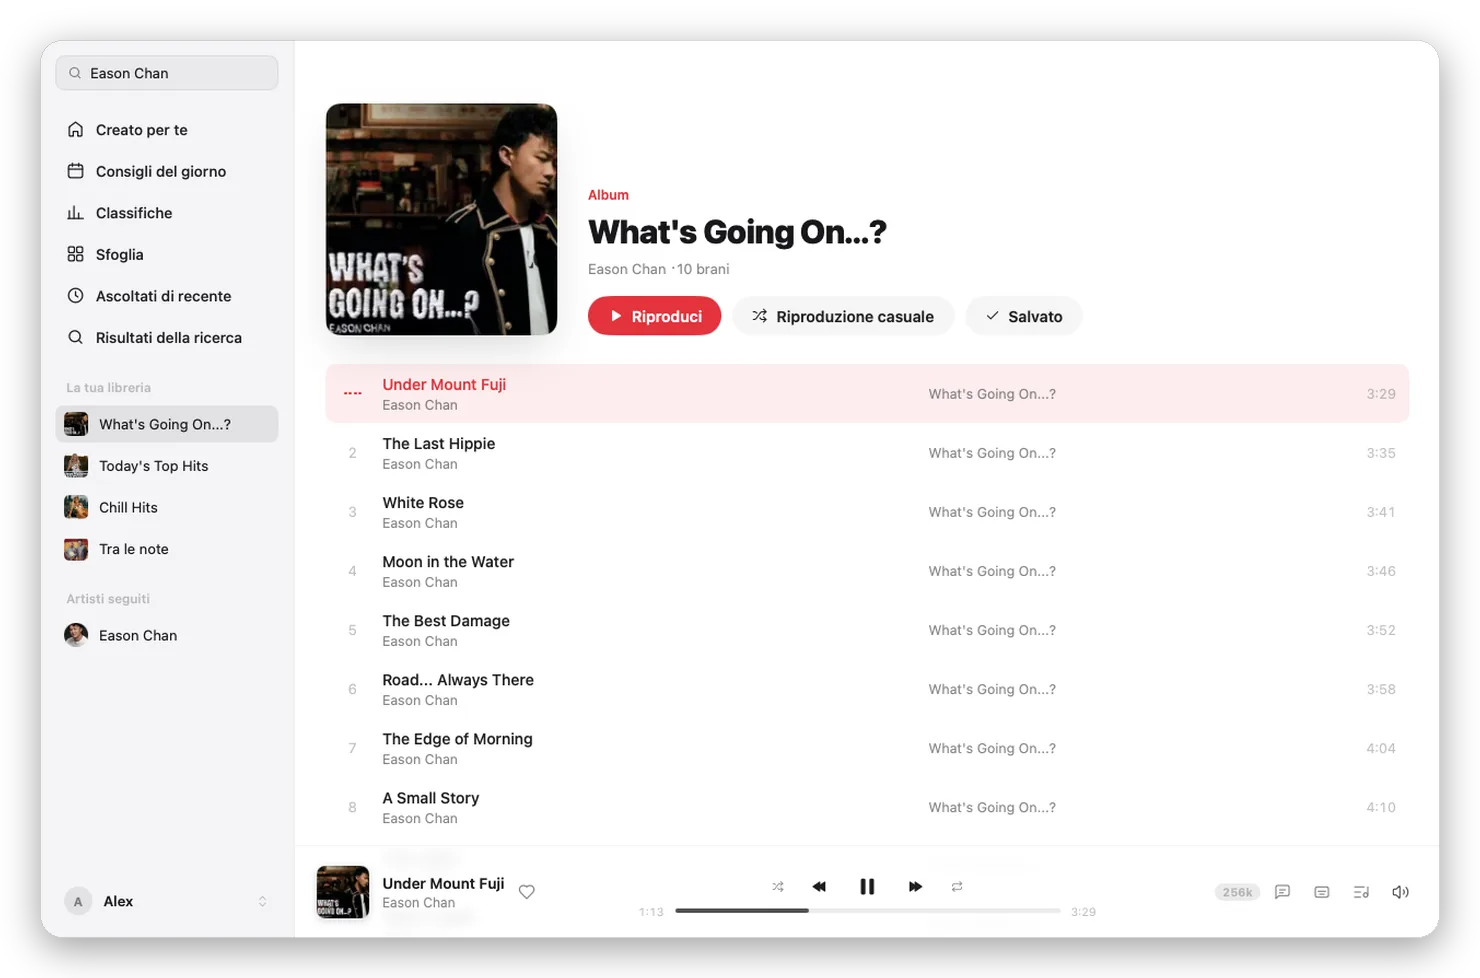 Eason Chan
Creato per te
Consigli del giorno
Classifiche
Sfoglia
Ascoltati di recente
Risultati della ricerca
La tua libreria
What's Going On...?
Today's Top Hits
Chill Hits
Tra le note
Artisti seguiti
Eason Chan
A Alex
WHAT'S
GOING ON...?
EASON CHAN
Album
What's Going On...?
Eason Chan · 10 brani
Riproduci
Riproduzione casuale
Salvato
Under Mount Fuji
Eason Chan
What's Going On...?
3:29
2
The Last Hippie
Eason Chan
What's Going On...?
3:35
3
White Rose
Eason Chan
What's Going On...?
3:41
4
Moon in the Water
Eason Chan
What's Going On...?
3:46
5
The Best Damage
Eason Chan
What's Going On...?
3:52
6
Road... Always There
Eason Chan
What's Going On...?
3:58
7
The Edge of Morning
Eason Chan
What's Going On...?
4:04
8
A Small Story
Eason Chan
What's Going On...?
4:10
WHAT'S
GOING ON...?
Under Mount Fuji
Eason Chan
1:13
3:29
256k